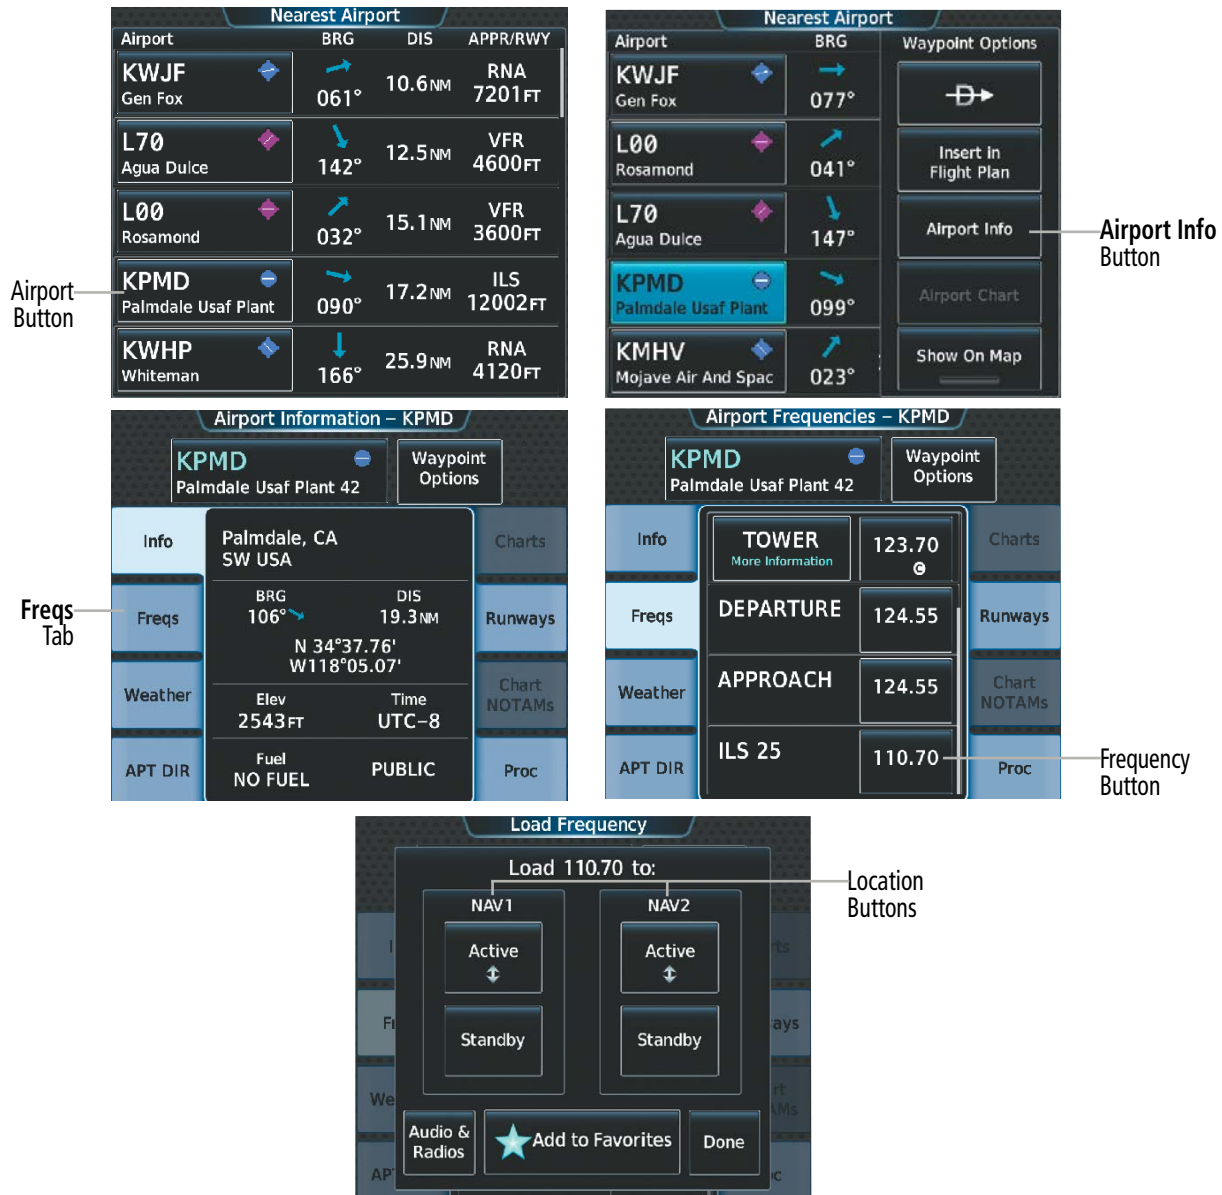 Nearest Airport
Airport BRG DIS APPR/RWY
KWJF
Gen Fox
061° 10.6NM RNA
7201FT
L70
Agua Dulce
142° 12.5NM VFR
4600FT
L00
Rosamond
032° 15.1NM VFR
3600FT
KPMD
Palmdale Usaf Plant
090° 17.2NM ILS
12002FT
KWHP
Whiteman
166° 25.9NM RNA
4120FT
Airport
Button
Nearest Airport
Airport BRG
KWJF
Gen Fox
077°
L00
Rosamond
041°
L70
Agua Dulce
147°
KPMD
Palmdale Usaf Plant
099°
KMHV
Mojave Air And Spac
023°
Waypoint Options
D
Insert in
Flight Plan
Airport Info
Airport Chart
Show On Map
Airport Info
Button
Airport Information – KPMD
KPMD
Palmdale Usaf Plant 42
Waypoint
Options
Info
Freqs
Weather
APT DIR
Palmdale, CA
SW USA
BRG DIS
106° 19.3NM
N 34°37.76'
W118°05.07'
Elev Time
2543FT UTC–8
Fuel
NO FUEL PUBLIC
Charts
Runways
Chart
NOTAMs
Proc
Freqs
Tab
Airport Frequencies – KPMD
KPMD
Palmdale Usaf Plant 42
Waypoint
Options
Info
Freqs
Weather
APT DIR
TOWER
More Information
123.70
C
DEPARTURE 124.55
APPROACH 124.55
ILS 25 110.70
Charts
Runways
Chart
NOTAMs
Proc
Frequency
Button
Load Frequency
Load 110.70 to:
NAV1 NAV2
Active Active
Standby Standby
Audio &
Radios
Add to Favorites
Done
I
Fr
We
AP
rts
ays
rt
AMs
oc
Location
Buttons